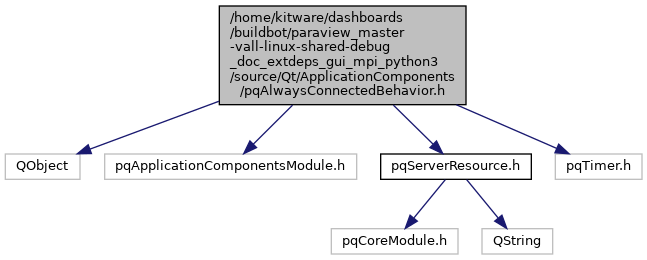 /home/kitware/dashboards
/buildbot/paraview_master
-vall-linux-shared-debug
_doc_extdeps_gui_mpi_python3
/source/Qt/ApplicationComponents
/pqAlwaysConnectedBehavior.h
QObject
pqApplicationComponentsModule.h
pqServerResource.h
pqTimer.h
pqCoreModule.h
QString